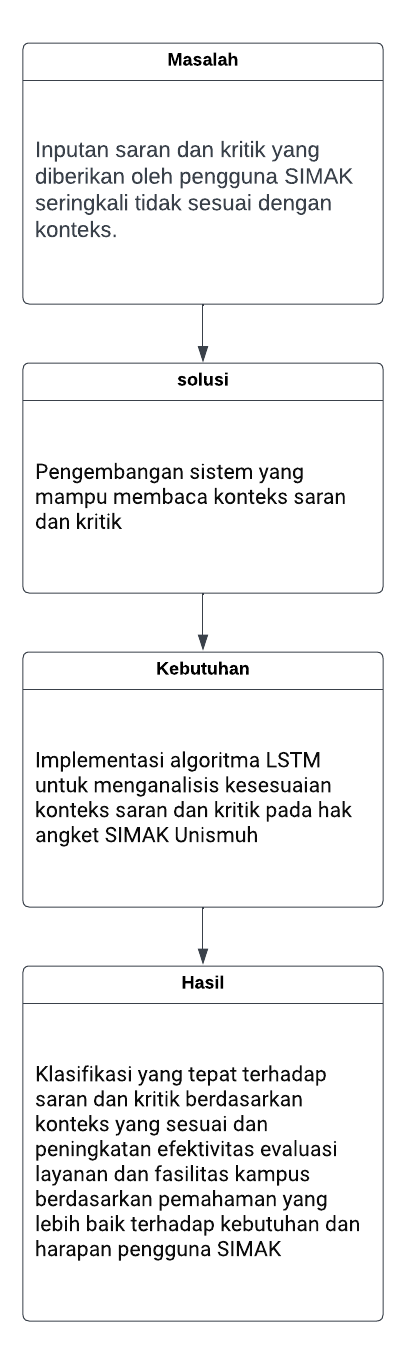 Masalah
Inputan saran dan kritik yang
diberikan oleh pengguna SIMAK
seringkali tidak sesuai dengan
konteks.
solusi
Pengembangan sistem yang
mampu membaca konteks saran
dan kritik
Kebutuhan
Implementasi algoritma LSTM
untuk menganalisis kesesuaian
konteks saran dan kritik pada hak
angket SIMAK Unismuh
Hasil
Klasifikasi yang tepat terhadap
saran dan kritik berdasarkan
konteks yang sesuai dan
peningkatan efektivitas evaluasi
layanan dan fasilitas kampus
berdasarkan pemahaman yang
lebih baik terhadap kebutuhan dan
harapan pengguna SIMAK